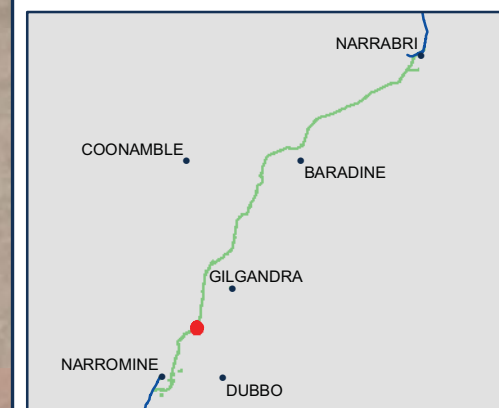 NARRABRI
COONAMBLE
BARADINE
GILGANDRA
NARROMINE
DUBBO